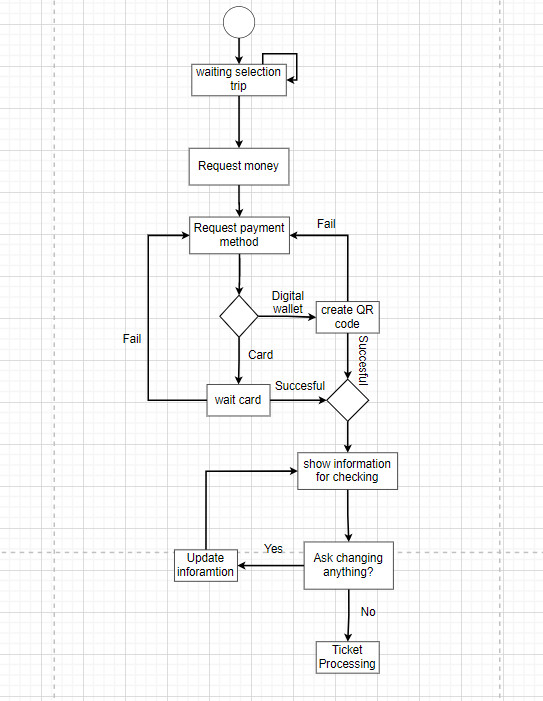 waiting selection
trip
Request money
Request payment
method
Fail
Digital
wallet
create QR
code
Fail
Card
Succesful
wait card
Succesful
show information
for checking
Yes
Update
inforamtion
Ask changing
anything?
No
Ticket
Processing